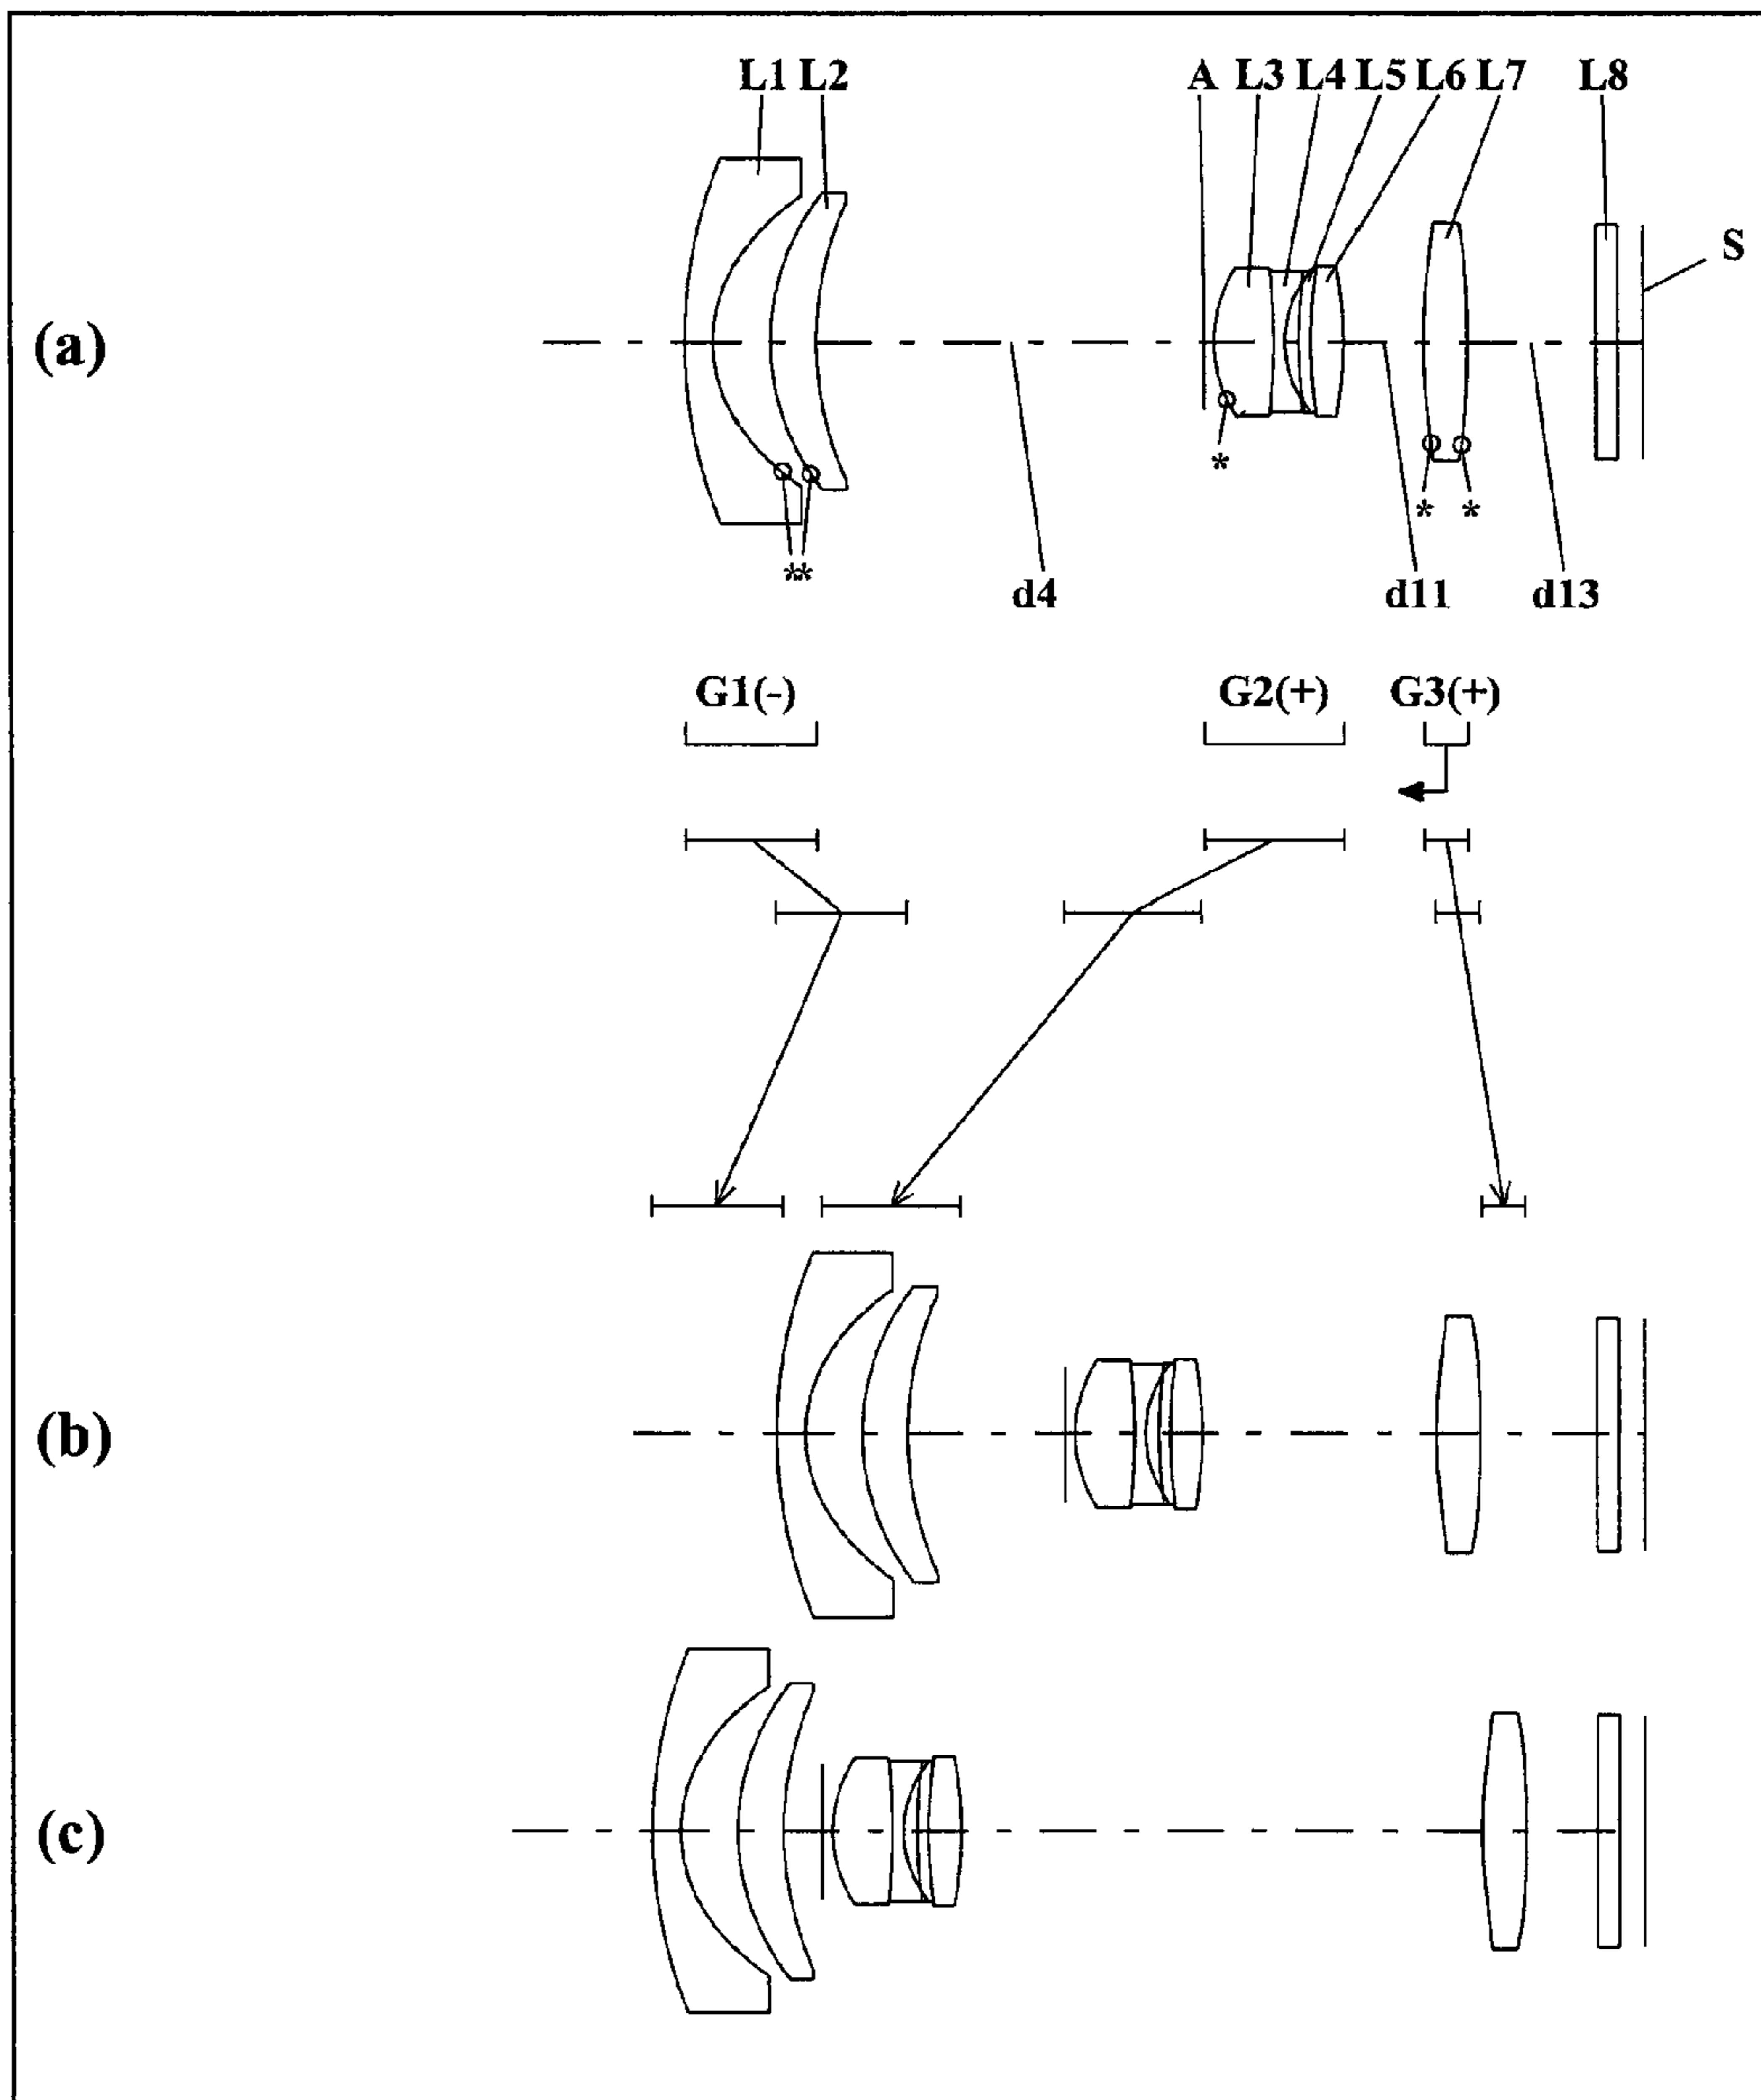 L1 L2 A L3 L4 L5 L6 L7 L8
S
(a)
*
* *
**
d4 d11 d13
G1(-) G2(+) G3(+)
(b)
(c)